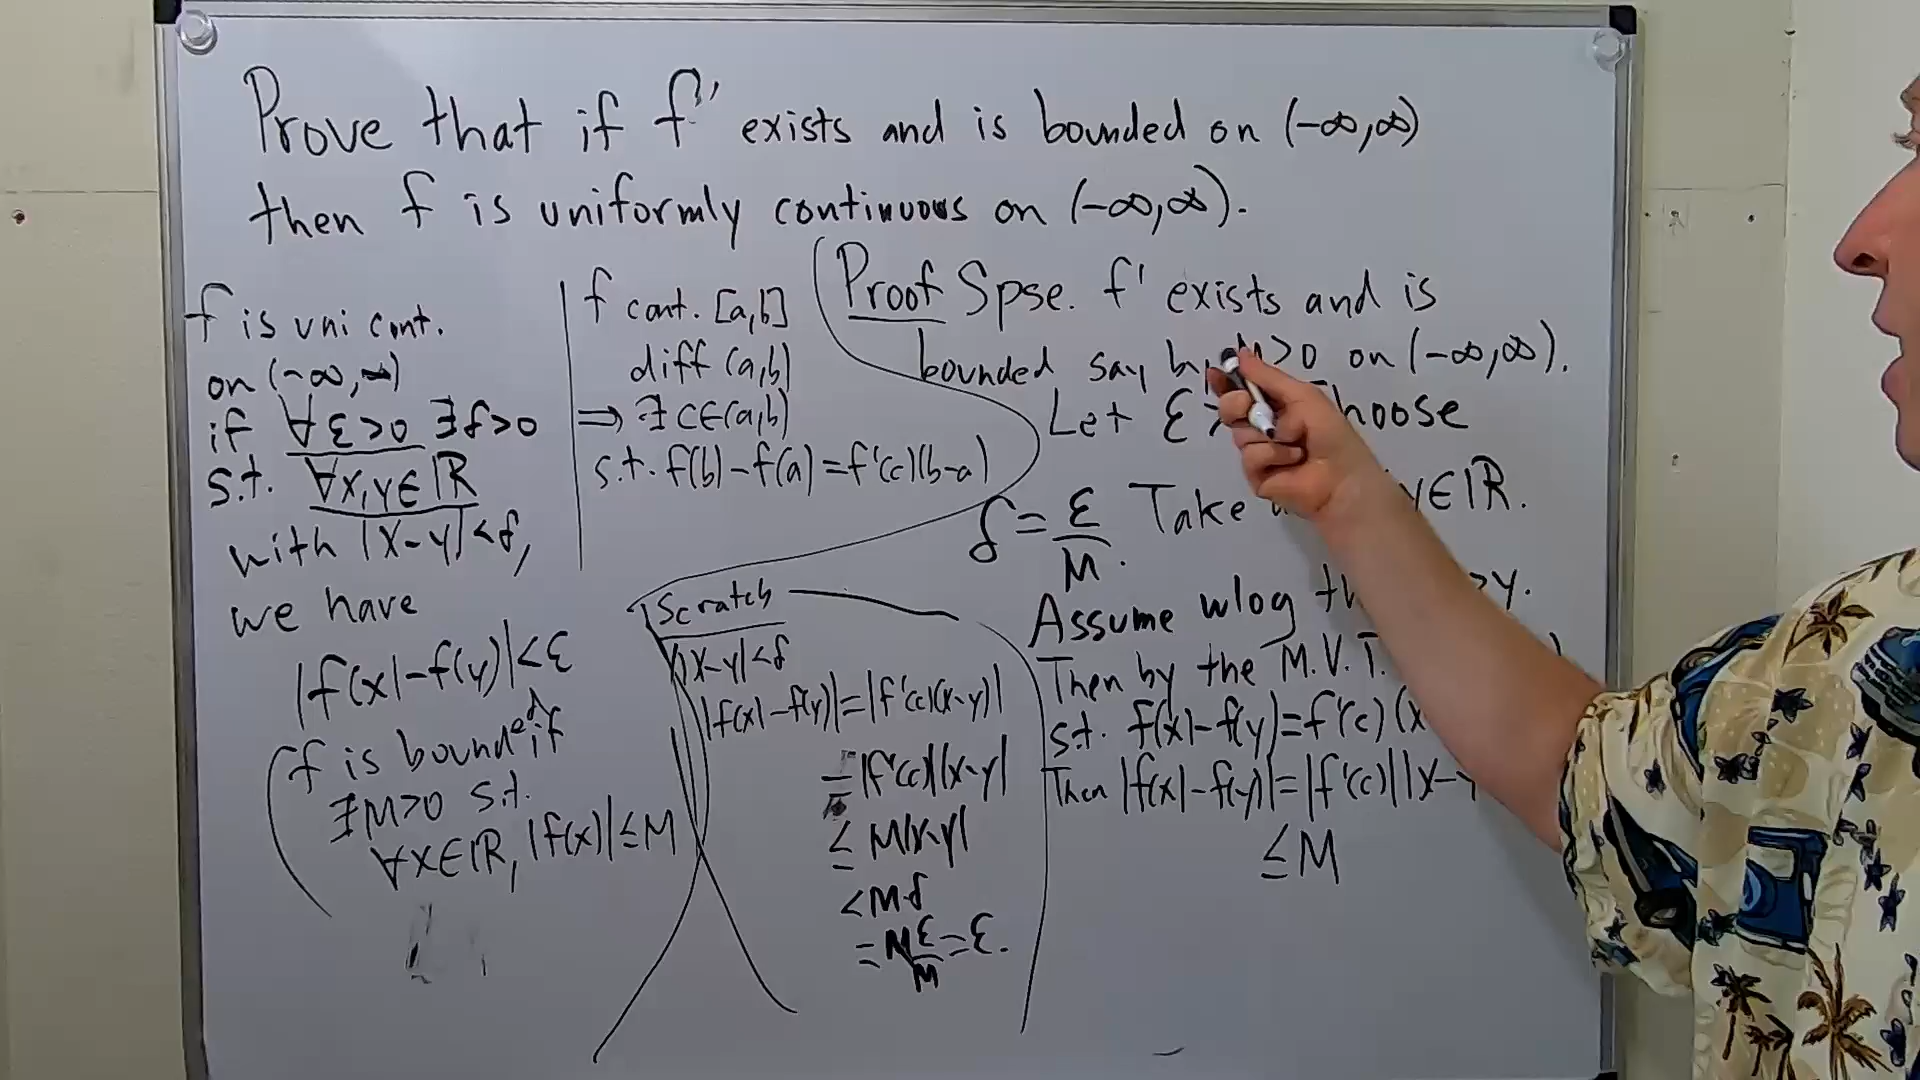 Prove that if f' exists and is bounded on (-∞,∞)
then f is uniformly continuous on (-∞,∞).
f is uni cont.
on (-∞,∞)
if ∀ε>0 ∃δ>0
s.t. ∀x,y∈ℝ
with |x-y|<δ,
we have
|f(x)-f(y)|<ε
f is bounded if
∃M>0 s.t.
∀x∈ℝ, |f(x)|≤M
f cont. [a,b]
diff (a,b)
⇒ ∃ c∈(a,b)
s.t. f(b)-f(a)=f'(c)(b-a)
Scratch
|x-y|<δ
|f(x)-f(y)|=|f'(c)(x-y)|
=|f'(c)||x-y|
≤ M|x-y|
<Mδ
=M ε/M=ε.
Proof Spse. f' exists and is
bounded say by M>0 on (-∞,∞).
Let ε> Choose
δ=ε/M. Take y∈ℝ.
Assume wlog >y.
Then by the M.V.T.
s.t. f(x)-f(y)=f'(c)(x
Then |f(x)-f(y)|=|f'(c)||x-y
≤M